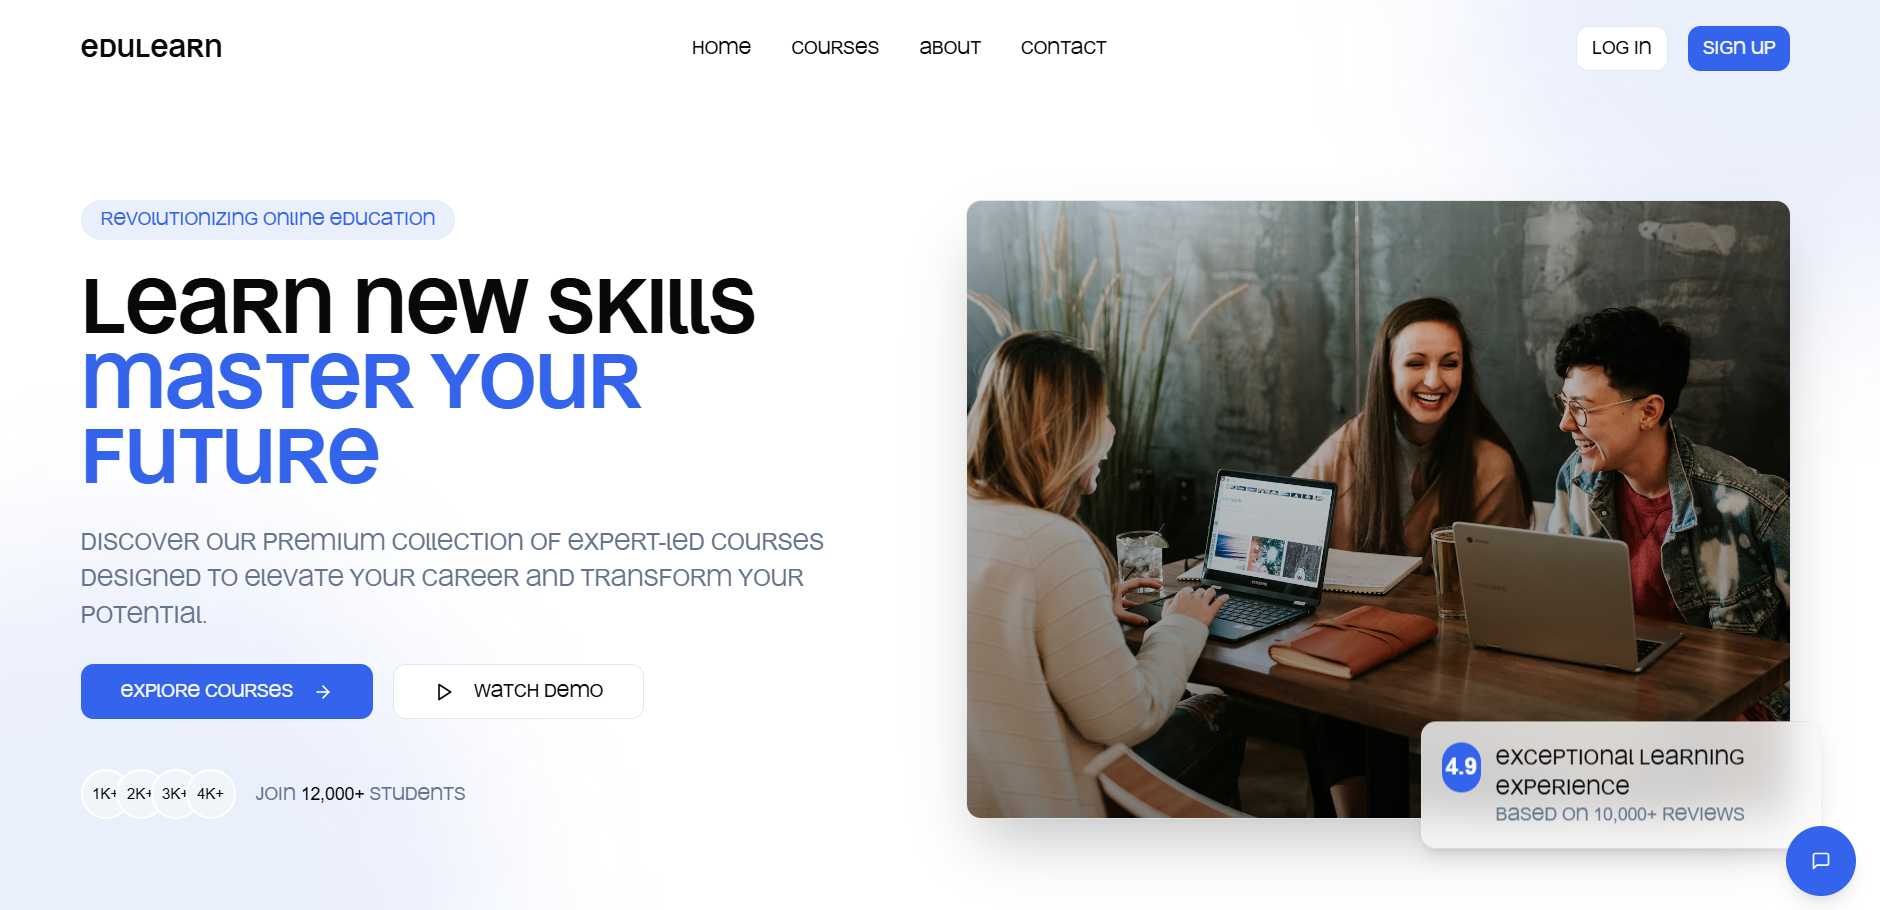 EDULEARN
Home Courses About Contact
Log In
Sign Up
Revolutionizing Online Education
Learn New Skills
Master Your
Future
Discover our premium collection of expert-led courses
designed to elevate your career and transform your
potential.
Explore Courses
Watch Demo
1K+ 2K+ 3K+ 4K+
Join 12,000+ students
4.9
Exceptional Learning
Experience
Based on 10,000+ reviews